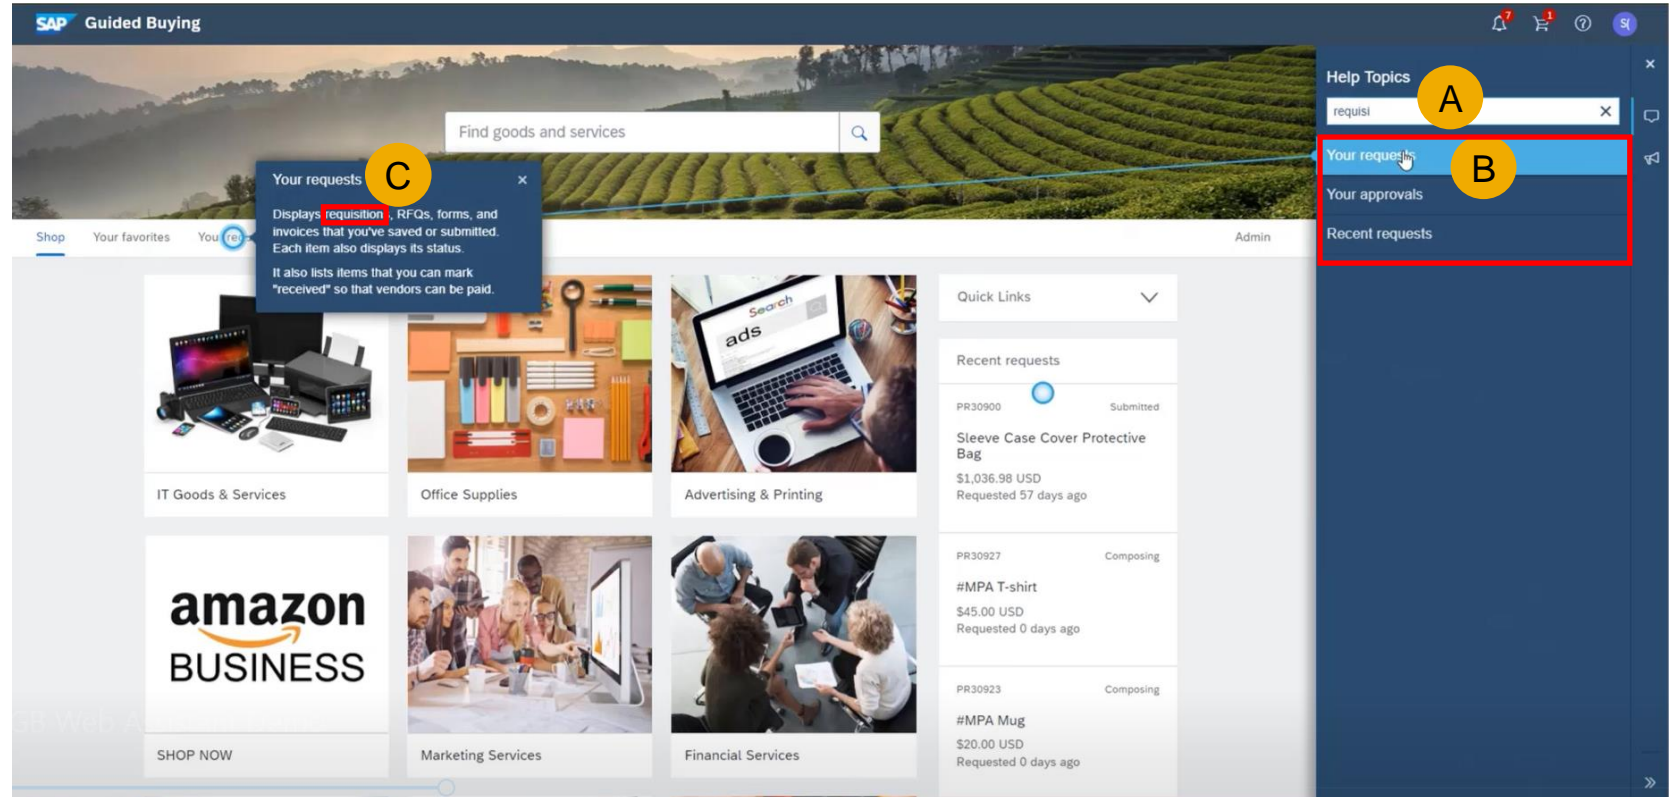 SAP Guided Buying
7
1
S(
Find goods and services
Help Topics
A
requisi
B
Your requests
Your approvals
Recent requests
Your requests
C
Displays requisitions, RFQs, forms, and
invoices that you've saved or submitted.
Each item also displays its status.
It also lists items that you can mark
"received" so that vendors can be paid.
Shop
Your favorites
Admin
Search
ads
IT Goods & Services
Office Supplies
Advertising & Printing
amazon
BUSINESS
SHOP NOW
Marketing Services
Financial Services
Quick Links
Recent requests
PR30900 Submitted
Sleeve Case Cover Protective
Bag
$1,036.98 USD
Requested 57 days ago
PR30927 Composing
#MPA T-shirt
$45.00 USD
Requested 0 days ago
PR30923 Composing
#MPA Mug
$20.00 USD
Requested 0 days ago